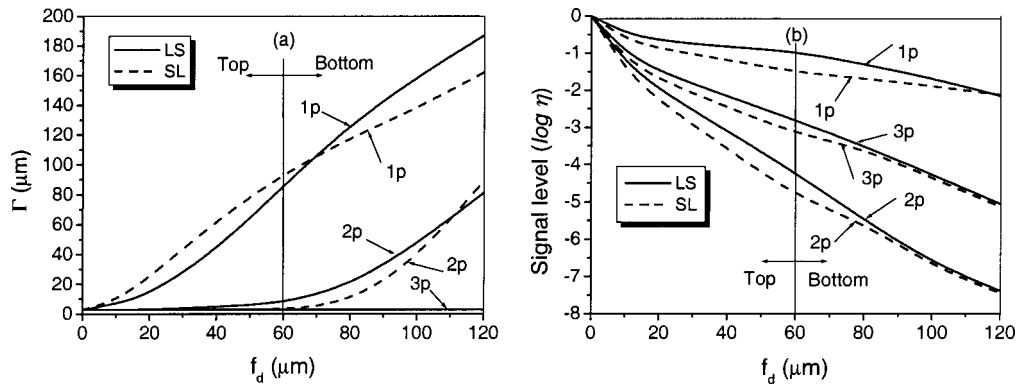 200
180
160
140
120
100
80
60
40
20
0
Γ (μm)
LS
SL
(a)
Top
Bottom
1p
1p
2p
2p
3p
0 20 40 60 80 100 120
f_d (μm)
-0
-1
-2
-3
-4
-5
-6
-7
-8
Signal level (log η)
(b)
1p
1p
3p
3p
LS
SL
2p
2p
Top
Bottom
0 20 40 60 80 100 120
f_d (μm)